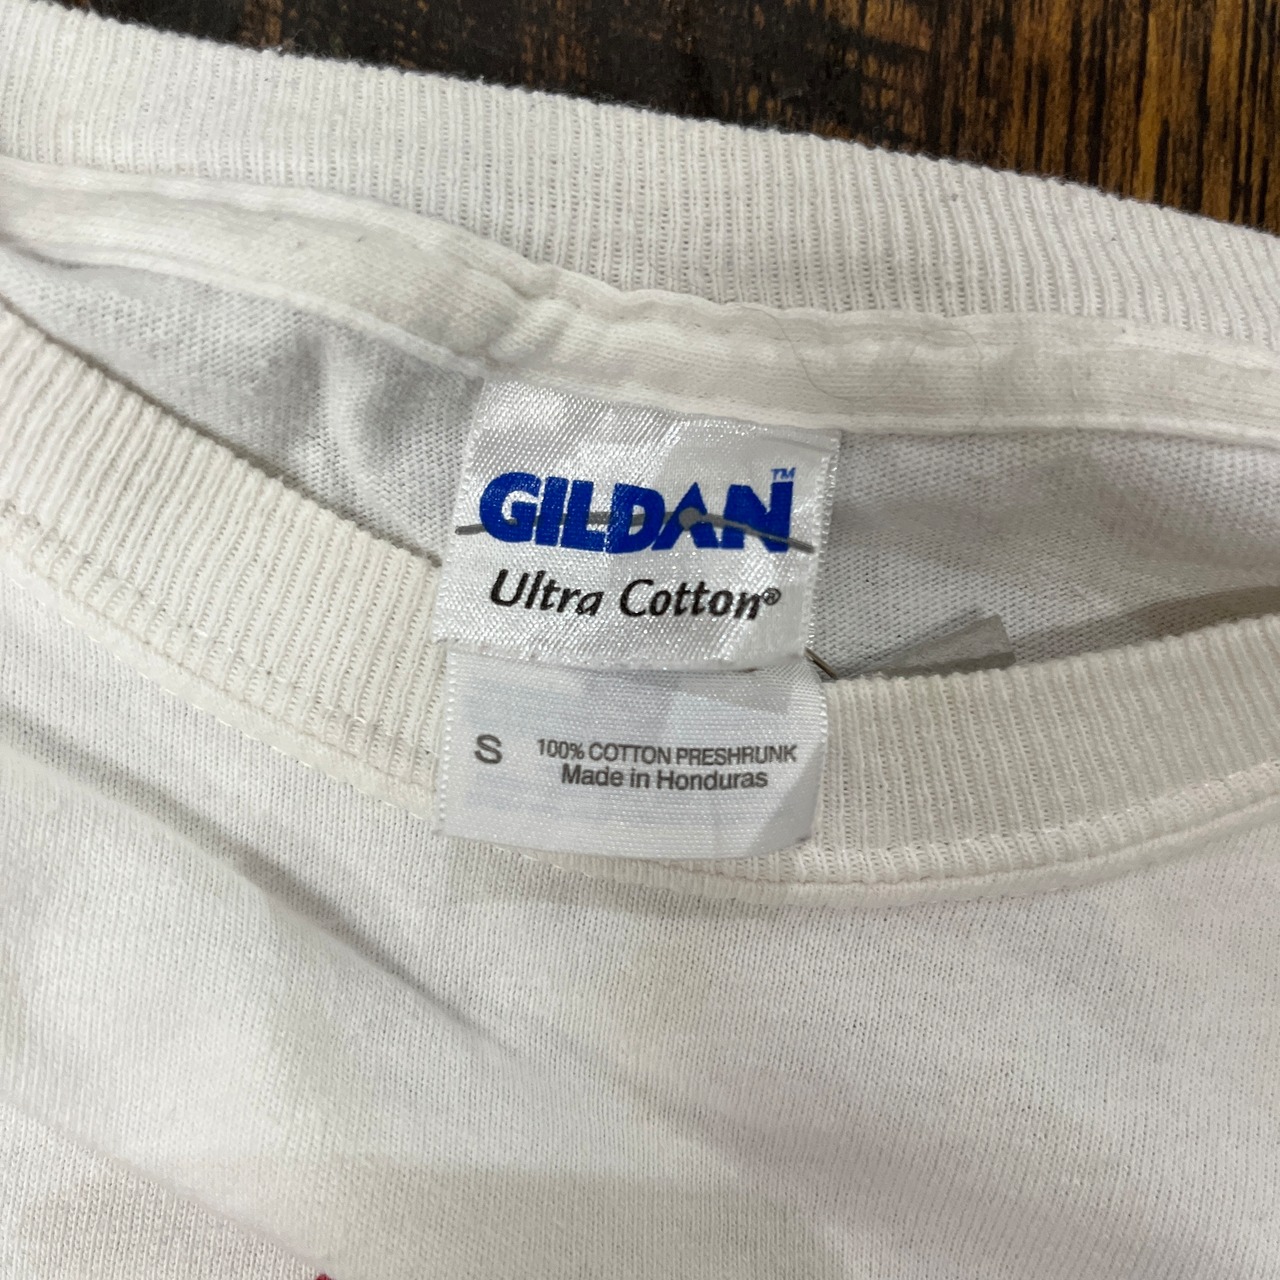 GILDAN™
Ultra Cotton®
S 100% COTTON PRESHRUNK
Made in Honduras